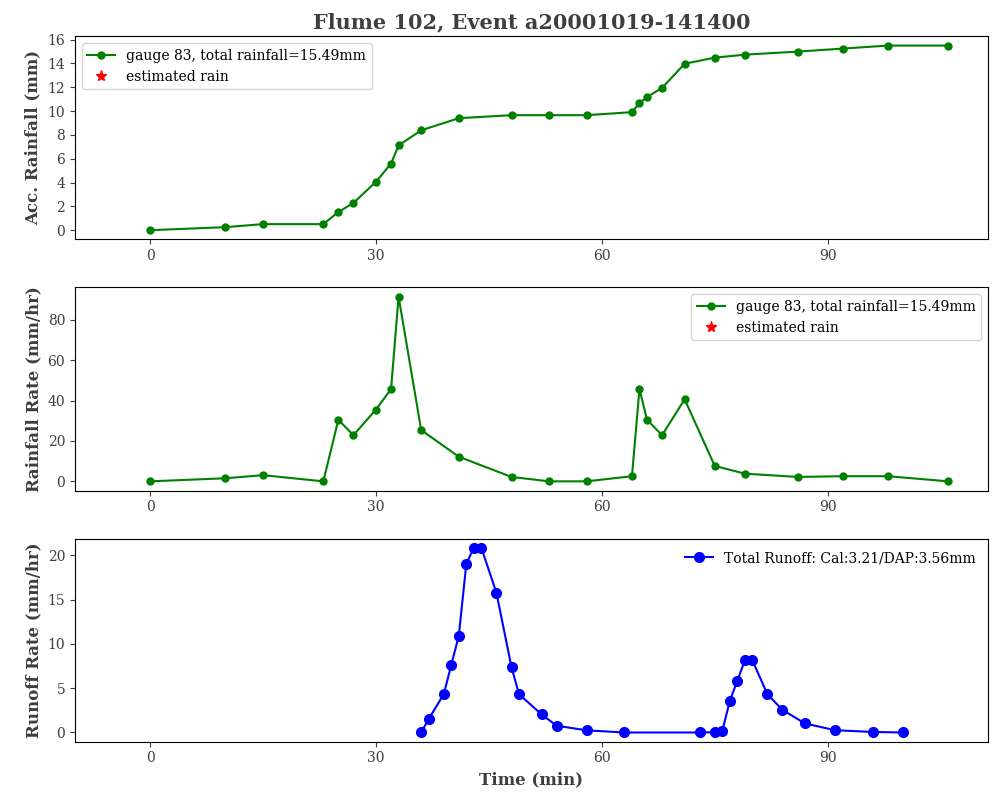 Flume 102, Event a20001019-141400
Acc. Rainfall (mm)
16
14
12
10
8
6
4
2
0
gauge 83, total rainfall=15.49mm
estimated rain
0 30 60 90
Rainfall Rate (mm/hr)
80
60
40
20
0
gauge 83, total rainfall=15.49mm
estimated rain
0 30 60 90
Runoff Rate (mm/hr)
20
15
10
5
0
Total Runoff: Cal:3.21/DAP:3.56mm
0 30 60 90
Time (min)